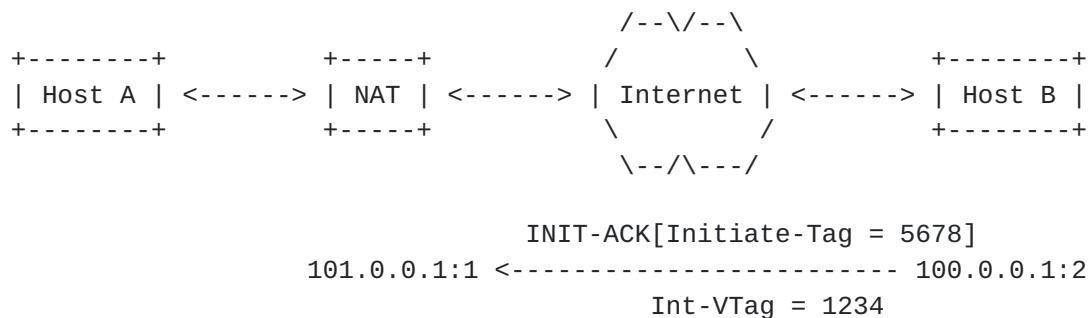 /--\/--\
+--------+ +-----+ / \ +--------+
| Host A | <------> | NAT | <------> | Internet | <------> | Host B |
+--------+ +-----+ \ / +--------+
\--/\---/
INIT-ACK[Initiate-Tag = 5678]
101.0.0.1:1 <------------------------- 100.0.0.1:2
Int-VTag = 1234